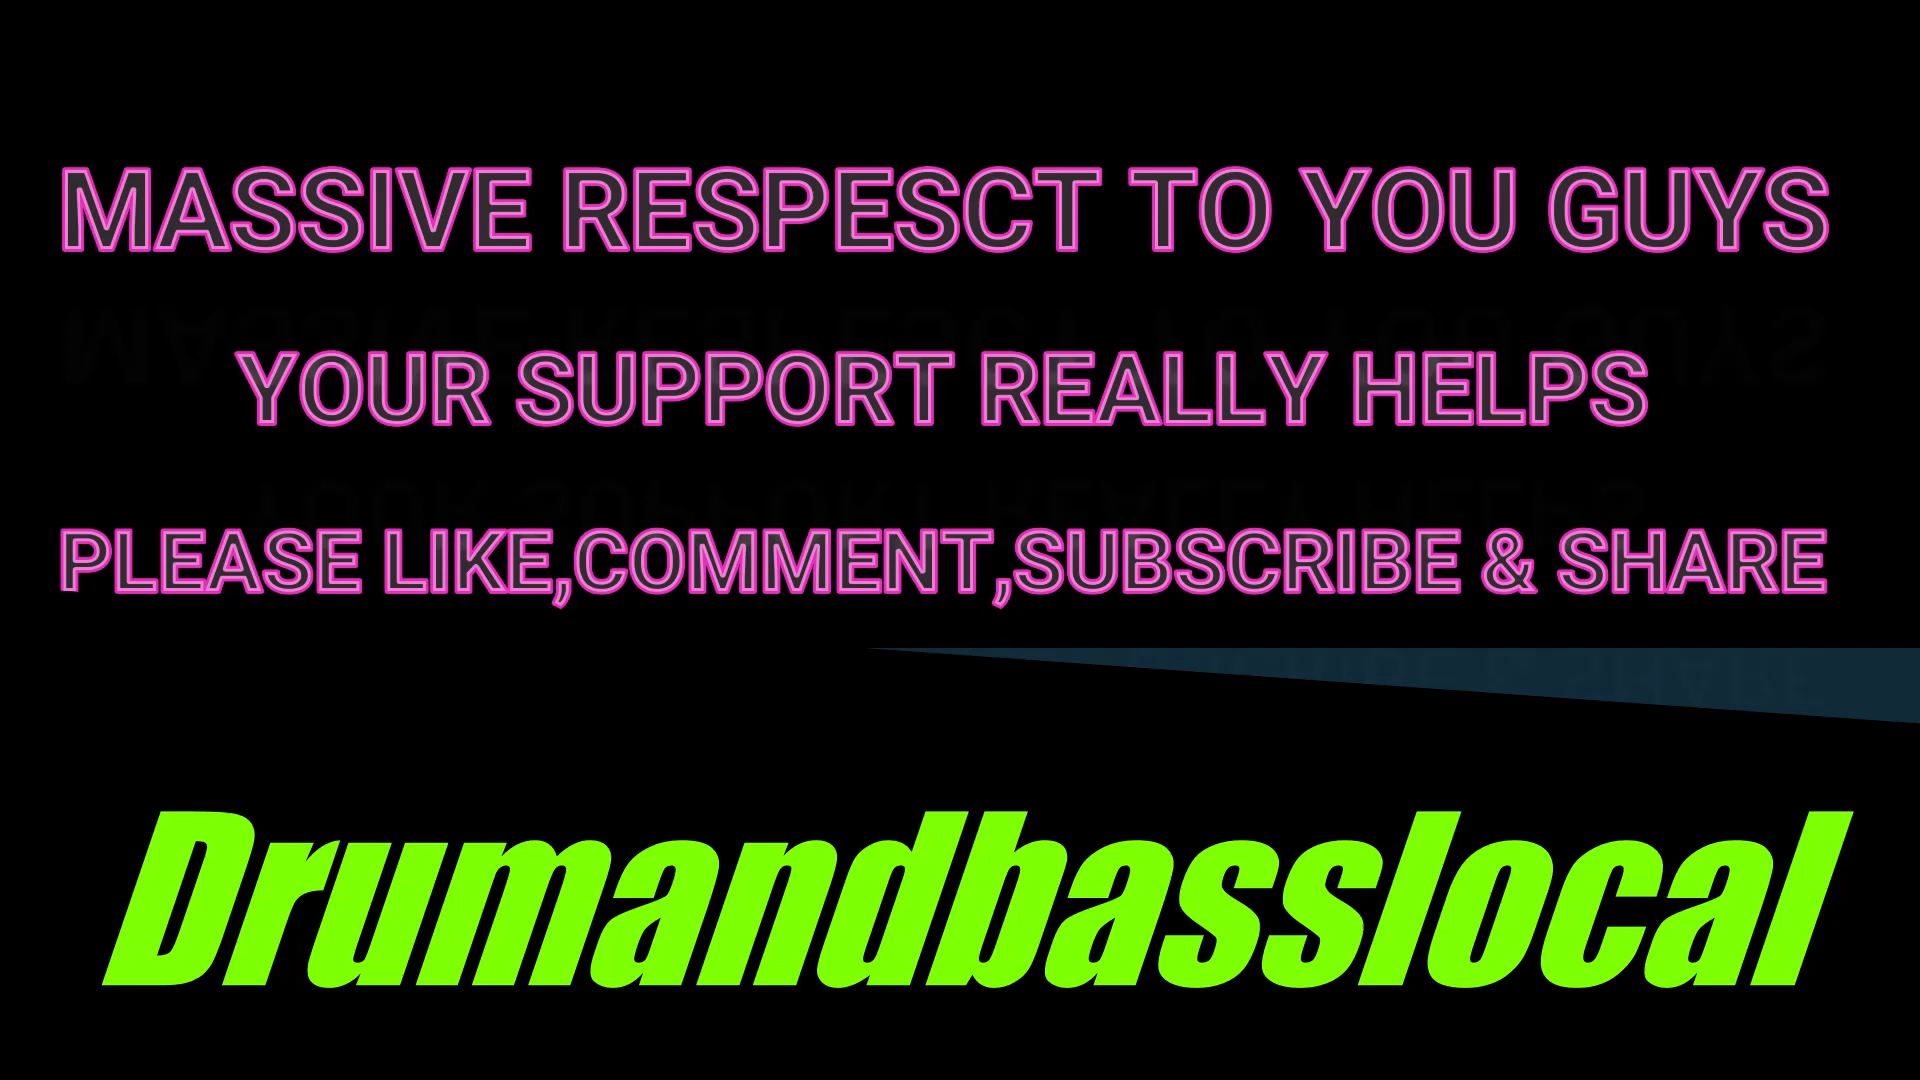 MASSIVE RESPESCT TO YOU GUYS
YOUR SUPPORT REALLY HELPS
PLEASE LIKE,COMMENT,SUBSCRIBE & SHARE
Drumandbasslocal